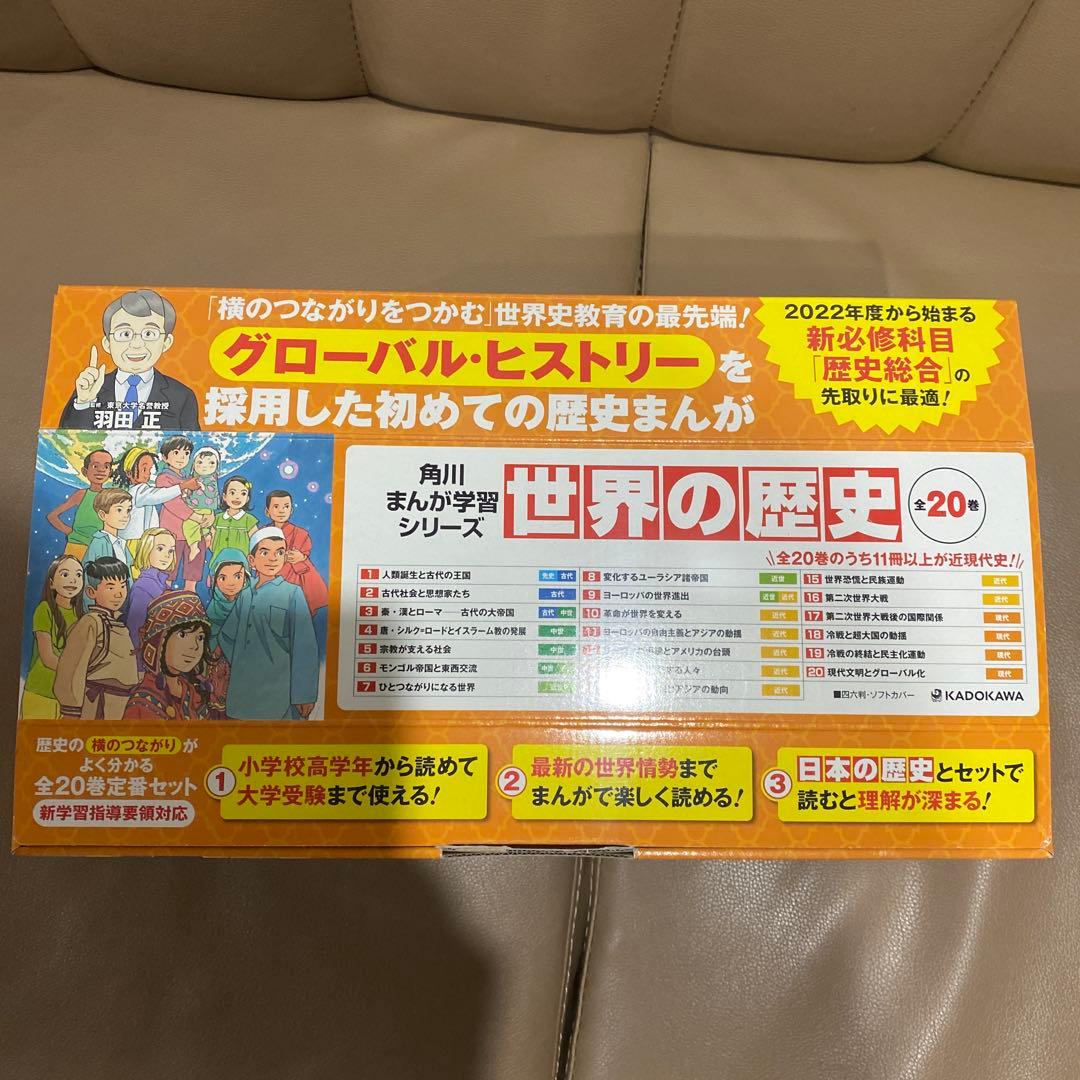 「横のつながりをつかむ」世界史教育の最先端!
グローバル・ヒストリーを
採用した初めての歴史まんが
監修 東京大学名誉教授
羽田 正
2022年度から始まる
新必修科目
「歴史総合」の
先取りに最適!
角川
まんが学習
シリーズ
世界の歴史
全20巻
全20巻のうち11冊以上が近現代史!
1 人類誕生と古代の王国 先史 古代
2 古代社会と思想家たち 古代
3 秦・漢とローマ 古代の大帝国 古代 中世
4 唐・シルク=ロードとイスラーム教の発展 中世
5 宗教が支える社会 中世
6 モンゴル帝国と東西交流 中世
7 ひとつながりになる世界 近世
8 変化するユーラシア諸帝国 近世
9 ヨーロッパの世界進出 近世 近代
10 革命が世界を変える 近代
11 ヨーロッパの自由主義とアジアの動揺 近代
とアメリカの台頭 近代
する人々 近代
アジアの動向 近代
15 世界恐慌と民族運動 近代
16 第二次世界大戦 近代
17 第二次世界大戦後の国際関係 現代
18 冷戦と超大国の動揺 現代
19 冷戦の終結と民主化運動 現代
20 現代文明とグローバル化 現代
■四六判・ソフトカバー KADOKAWA
歴史の横のつながりが
よく分かる
全20巻定番セット
新学習指導要領対応
① 小学校高学年から読めて
大学受験まで使える!
② 最新の世界情勢まで
まんがで楽しく読める!
③ 日本の歴史とセットで
読むと理解が深まる!